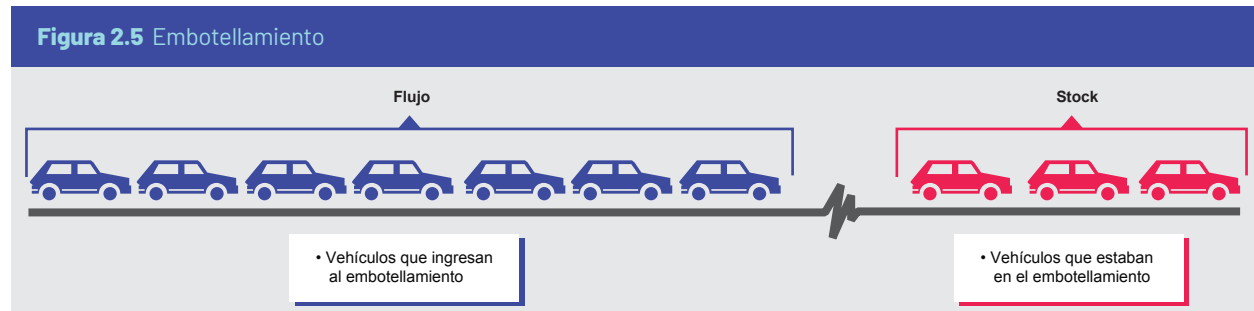 Figura 2.5 Embotellamiento
Flujo
Stock
• Vehículos que ingresan
al embotellamiento
• Vehículos que estaban
en el embotellamiento